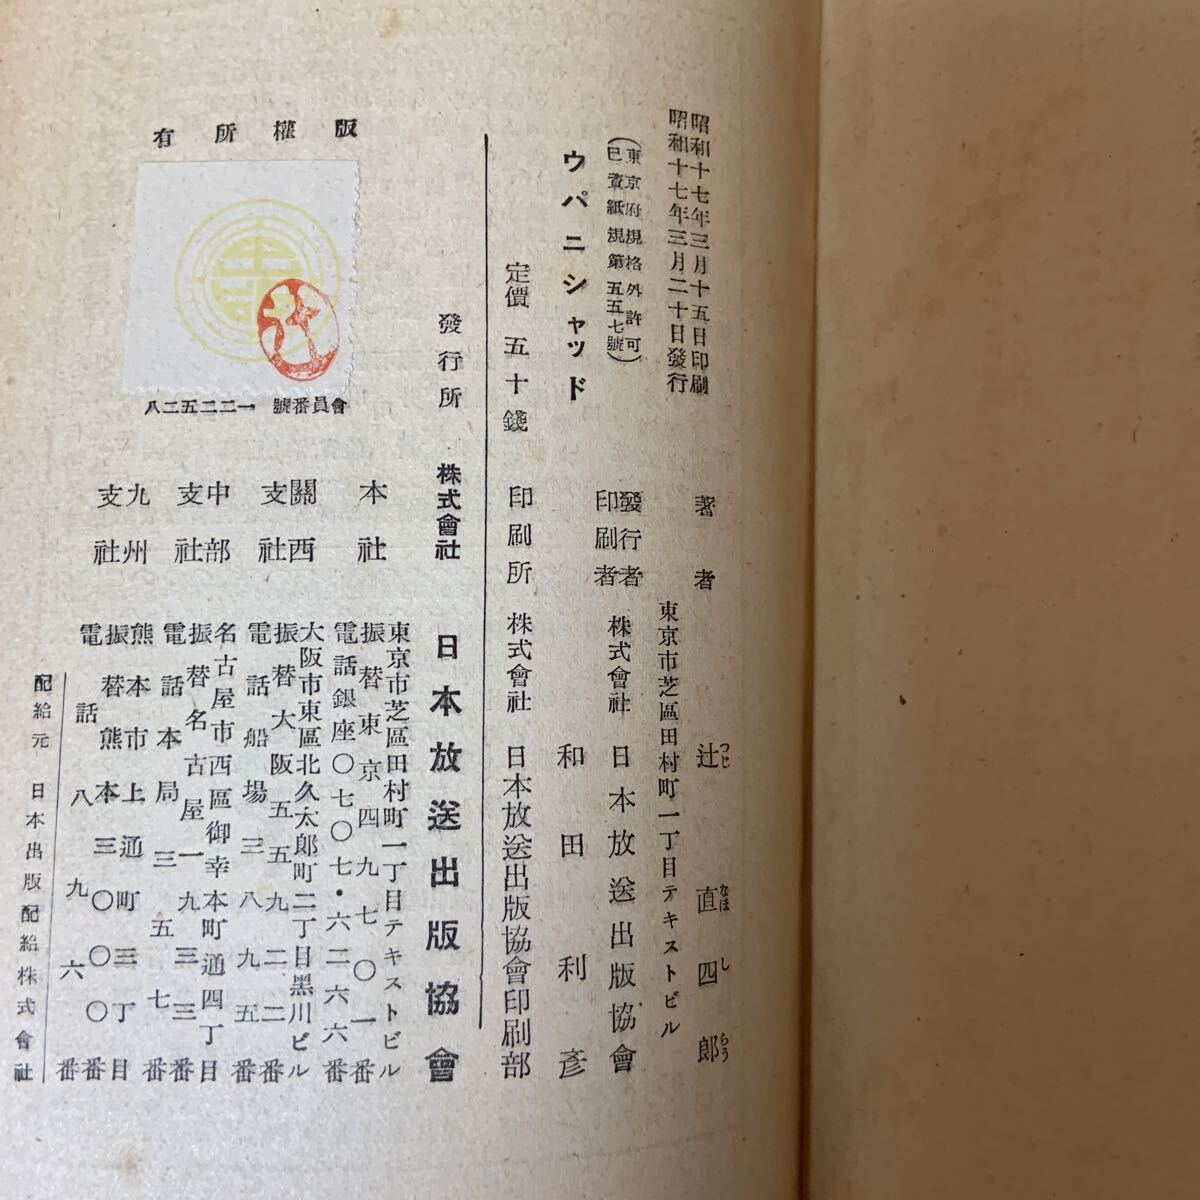 昭和十七年三月十五日印刷
昭和十七年三月二十日發行
(東京府規格外許可
已資紙規第五五七號)
ウパニシャッド
定價 五十錢
著者 辻直四郎
つじ なほ し らう
東京市芝區田村町一丁目テキストビル
發行者 株式會社 日本放送出版協會
印刷者 和田利彥
印刷所 株式會社 日本放送出版協會印刷部
發行所 株式會社 日本放送出版協會
本社 東京市芝區田村町一丁目テキストビル
振替東京四九七〇一番
電話銀座〇七〇七・六二六六番
關西支社 大阪市東區北久太郎町二丁目黑川ビル
振替大阪五五九二二番
電話船場三八九五番
中部支社 名古屋市西區御幸本町通四丁目
振替名古屋一九三三番
電話本局三五七番
九州支社 熊本市上通町三丁目
振替熊本三〇〇〇番
電話八九六番
配給元 日本出版配給株式會社
版權所有
會員番號 一二二五二八